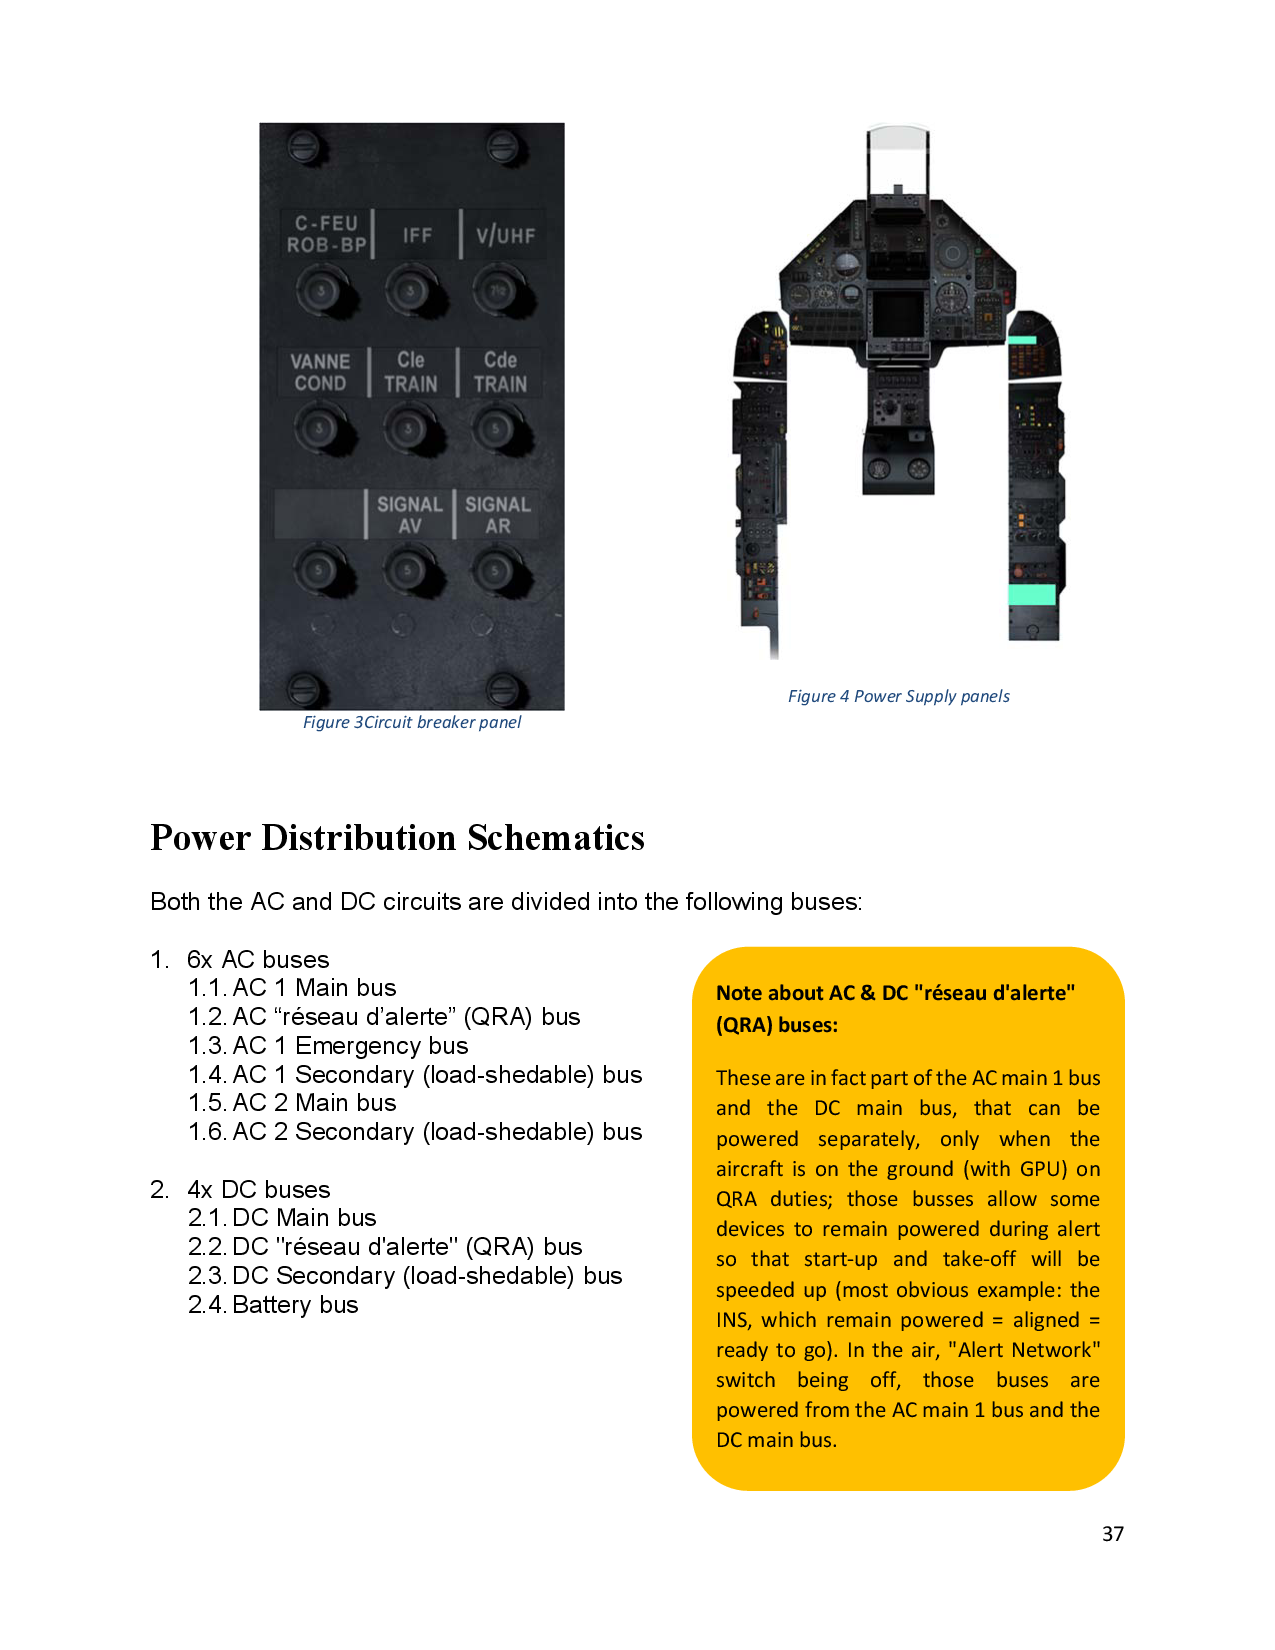 C-FEU
ROB-BP
IFF
V/UHF
3
3
7½
VANNE
COND
Cle
TRAIN
Cde
TRAIN
3
3
5
SIGNAL
AV
SIGNAL
AR
5
5
5
Figure 3Circuit breaker panel
Figure 4 Power Supply panels
Power Distribution Schematics
Both the AC and DC circuits are divided into the following buses:
1. 6x AC buses
1.1. AC 1 Main bus
1.2. AC “réseau d’alerte” (QRA) bus
1.3. AC 1 Emergency bus
1.4. AC 1 Secondary (load-shedable) bus
1.5. AC 2 Main bus
1.6. AC 2 Secondary (load-shedable) bus
2. 4x DC buses
2.1. DC Main bus
2.2. DC "réseau d'alerte" (QRA) bus
2.3. DC Secondary (load-shedable) bus
2.4. Battery bus
Note about AC & DC "réseau d'alerte"
(QRA) buses:
These are in fact part of the AC main 1 bus
and the DC main bus, that can be
powered separately, only when the
aircraft is on the ground (with GPU) on
QRA duties; those busses allow some
devices to remain powered during alert
so that start-up and take-off will be
speeded up (most obvious example: the
INS, which remain powered = aligned =
ready to go). In the air, "Alert Network"
switch being off, those buses are
powered from the AC main 1 bus and the
DC main bus.
37